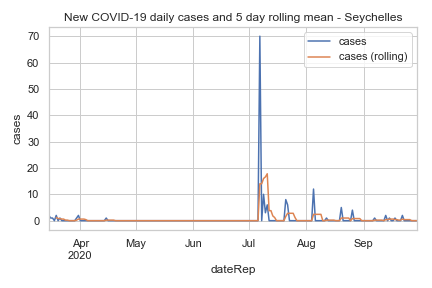 New COVID-19 daily cases and 5 day rolling mean - Seychelles
cases
cases (rolling)
70
60
50
40
30
20
10
0
cases
Apr
2020
May
Jun
Jul
Aug
Sep
dateRep